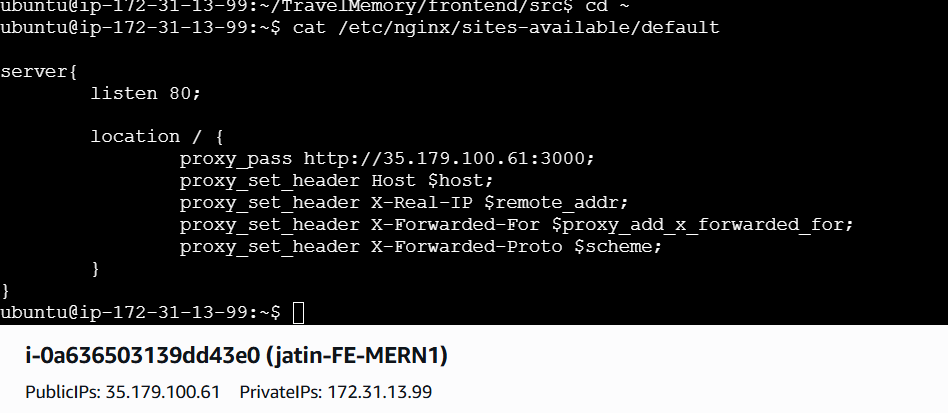 ubuntu@ip-172-31-13-99:~/TravelMemory/frontend/src$ cd ~
ubuntu@ip-172-31-13-99:~$ cat /etc/nginx/sites-available/default
server{
listen 80;
location / {
proxy_pass http://35.179.100.61:3000;
proxy_set_header Host $host;
proxy_set_header X-Real-IP $remote_addr;
proxy_set_header X-Forwarded-For $proxy_add_x_forwarded_for;
proxy_set_header X-Forwarded-Proto $scheme;
}
}
ubuntu@ip-172-31-13-99:~$
i-0a636503139dd43e0 (jatin-FE-MERN1)
PublicIPs: 35.179.100.61 PrivateIPs: 172.31.13.99